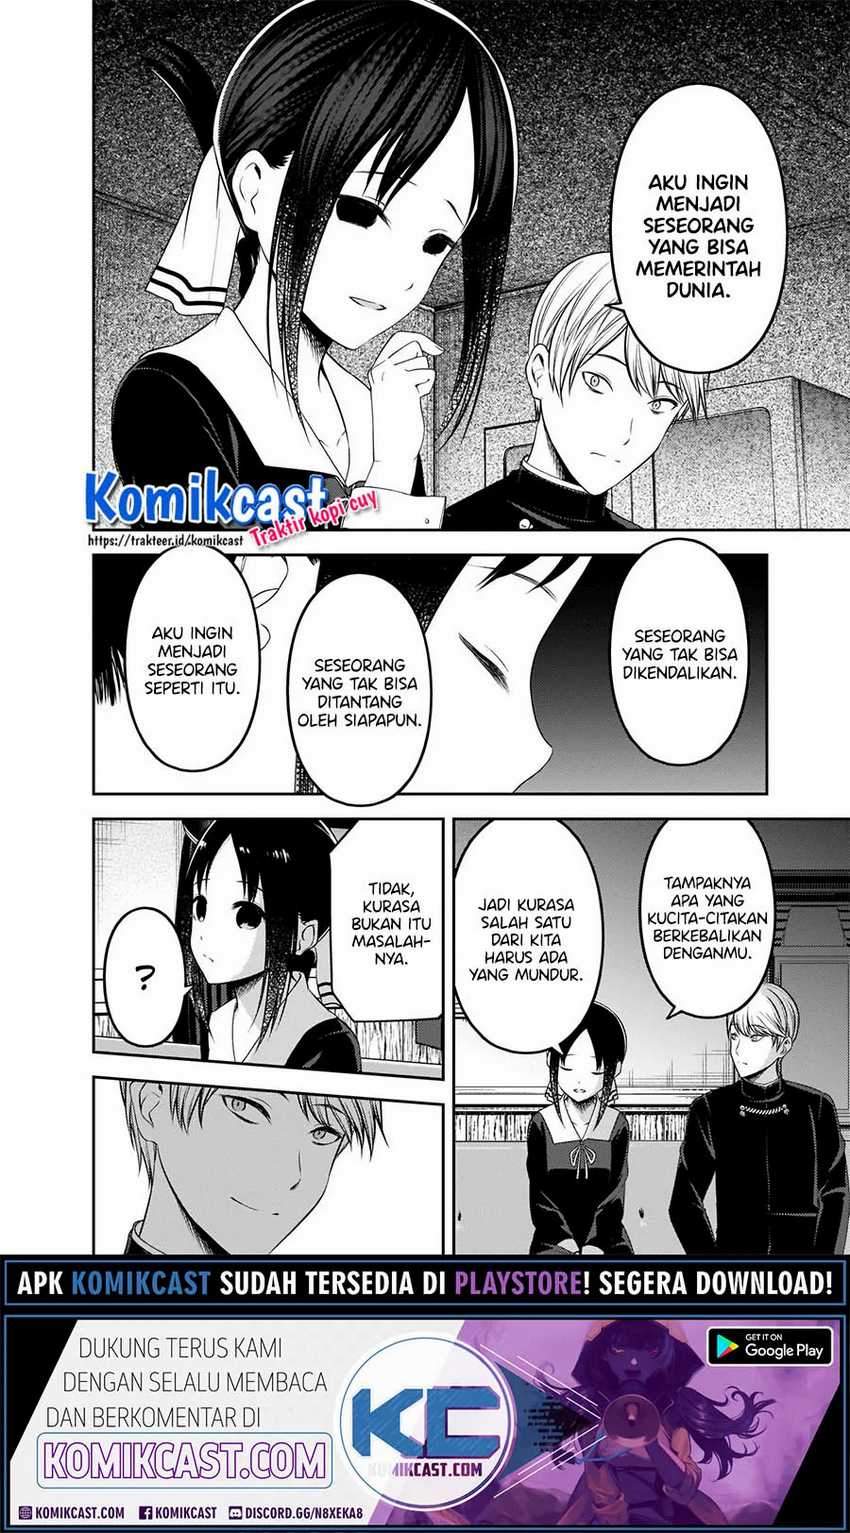 AKU INGIN
MENJADI
SESEORANG
YANG BISA
MEMERINTAH
DUNIA.
Komikcast
Traktir kopi cuy
https://trakteer.id/komikcast
SESEORANG
YANG TAK BISA
DIKENDALIKAN.
SESEORANG
YANG TAK BISA
DITANTANG
OLEH SIAPAPUN.
AKU INGIN
MENJADI
SESEORANG
SEPERTI ITU.
TAMPAKNYA
APA YANG
KUCITA-CITAKAN
BERKEBALIKAN
DENGANMU.
JADI KURASA
SALAH SATU
DARI KITA
HARUS ADA
YANG MUNDUR.
TIDAK,
KURASA
BUKAN ITU
MASALAH-
NYA.
?
APK KOMIKCAST SUDAH TERSEDIA DI PLAYSTORE! SEGERA DOWNLOAD!
DUKUNG TERUS KAMI
DENGAN SELALU MEMBACA
DAN BERKOMENTAR DI
KOMIKCAST.COM
KOMIKCAST.COM
KOMIKCAST
DISCORD.GG/N8XEKA8
KC
KOMIKCAST.COM
GET IT ON
Google Play